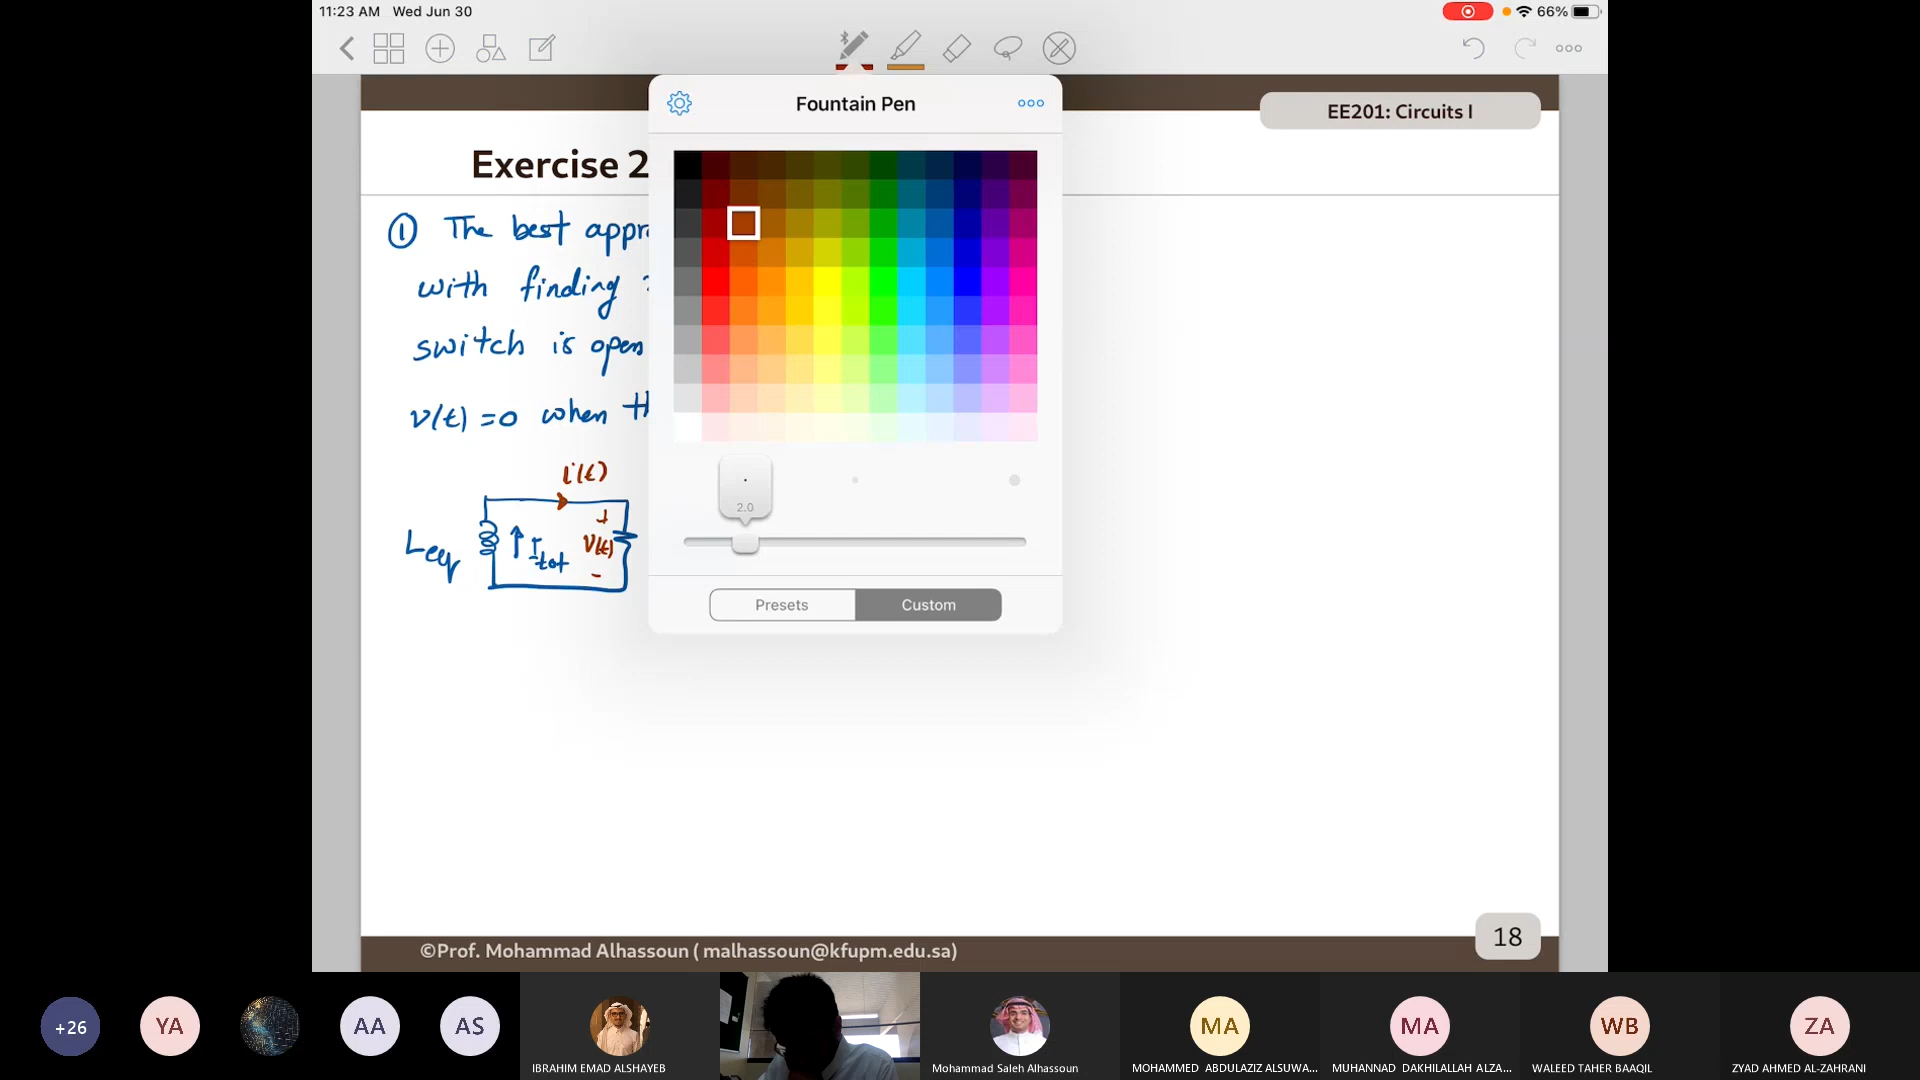 11:23 AM Wed Jun 30
66%
Fountain Pen
EE201: Circuits I
Exercise 2
① The best appr
with finding
switch is open
v(t) = 0 when th
i(t)
+
Leq
Itot
V(t)
-
2.0
Presets
Custom
18
©Prof. Mohammad Alhassoun ( malhassoun@kfupm.edu.sa)
+26
YA
AA
AS
MA
MA
WB
ZA
IBRAHIM EMAD ALSHAYEB
Mohammad Saleh Alhassoun
MOHAMMED ABDULAZIZ ALSUWA...
MUHANNAD DAKHILALLAH ALZA...
WALEED TAHER BAAQIL
ZYAD AHMED AL-ZAHRANI